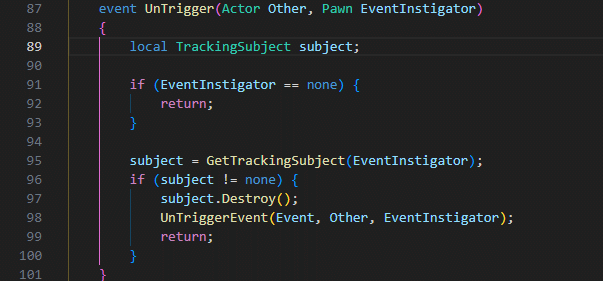 87 event UnTrigger(Actor Other, Pawn EventInstigator)
88 {
89 local TrackingSubject subject;
90
91 if (EventInstigator == none) {
92 return;
93 }
94
95 subject = GetTrackingSubject(EventInstigator);
96 if (subject != none) {
97 subject.Destroy();
98 UnTriggerEvent(Event, Other, EventInstigator);
99 return;
100 }
101 }